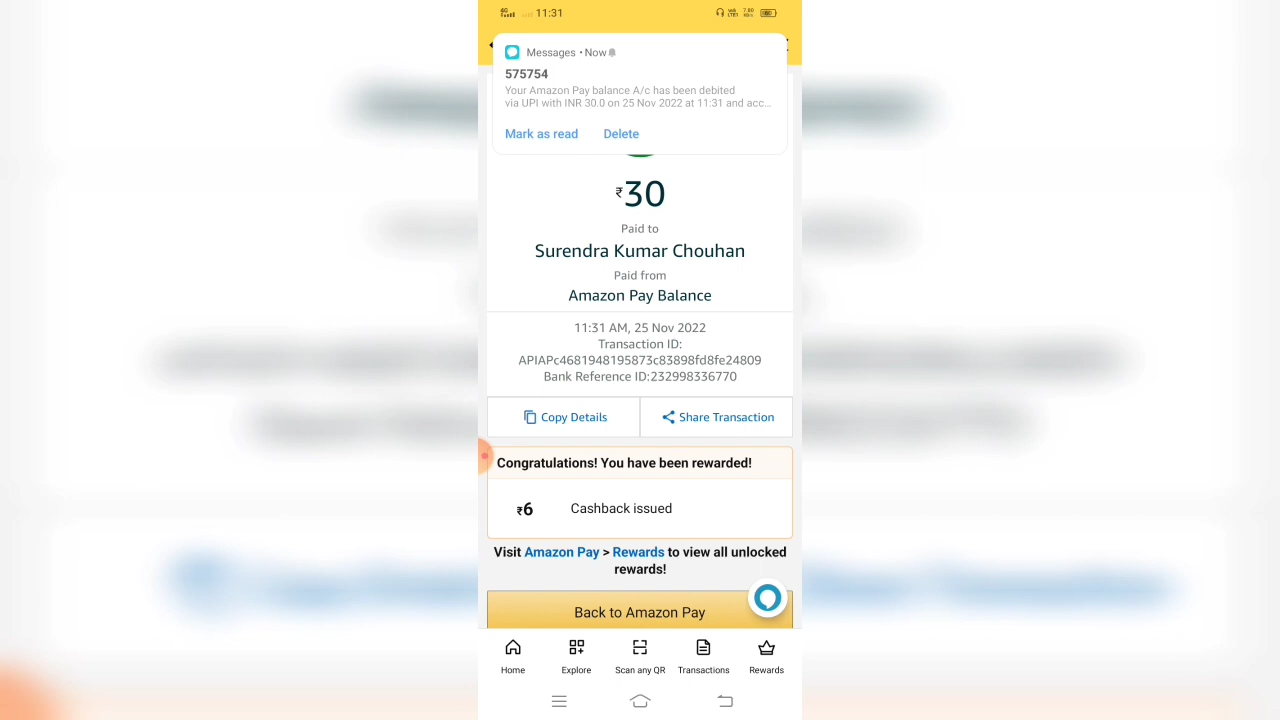 4G 11:31
Messages • Now
575754
Your Amazon Pay balance A/c has been debited
via UPI with INR 30.0 on 25 Nov 2022 at 11:31 and acc...
Mark as read Delete
₹30
Paid to
Surendra Kumar Chouhan
Paid from
Amazon Pay Balance
11:31 AM, 25 Nov 2022
Transaction ID:
APIAPc4681948195873c83898fd8fe24809
Bank Reference ID:232998336770
Copy Details Share Transaction
Congratulations! You have been rewarded!
₹6 Cashback issued
Visit Amazon Pay > Rewards to view all unlocked
rewards!
Back to Amazon Pay
Home Explore Scan any QR Transactions Rewards